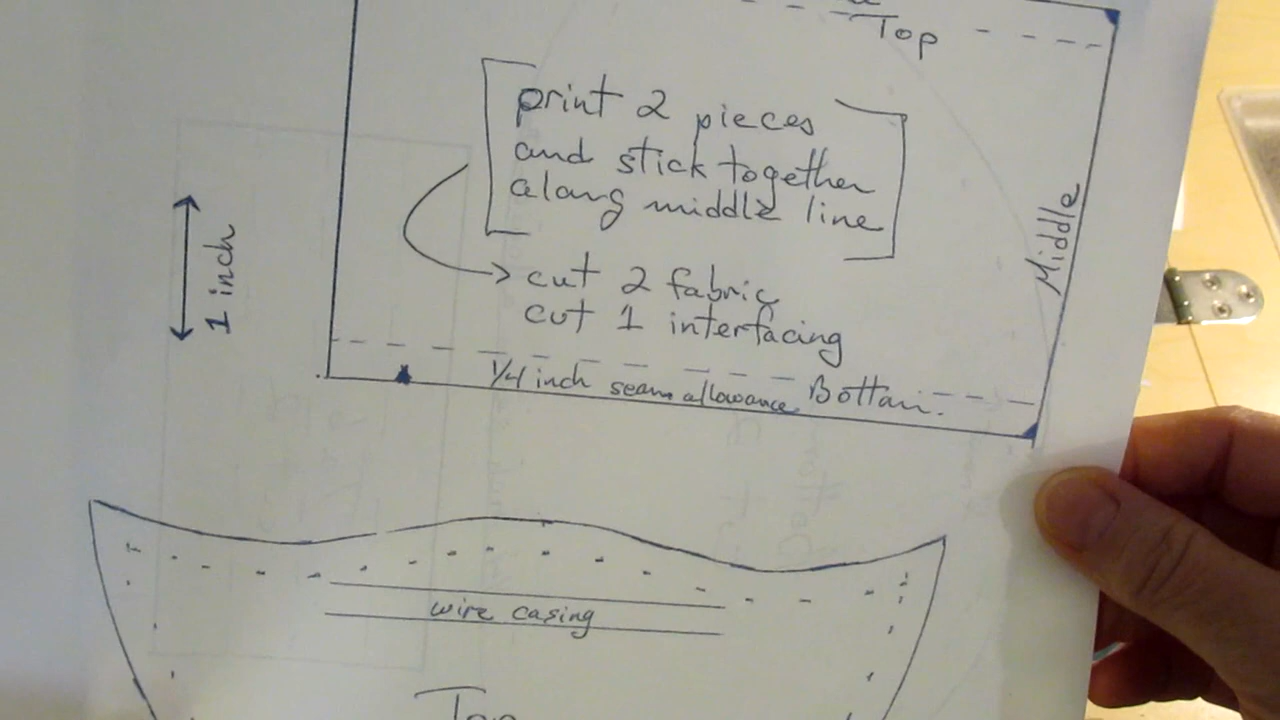 Top
print 2 pieces
and stick together
along middle line
Middle
1 inch
cut 2 fabric
cut 1 interfacing
1/4 inch seam allowance Bottom.
wire casing
Top